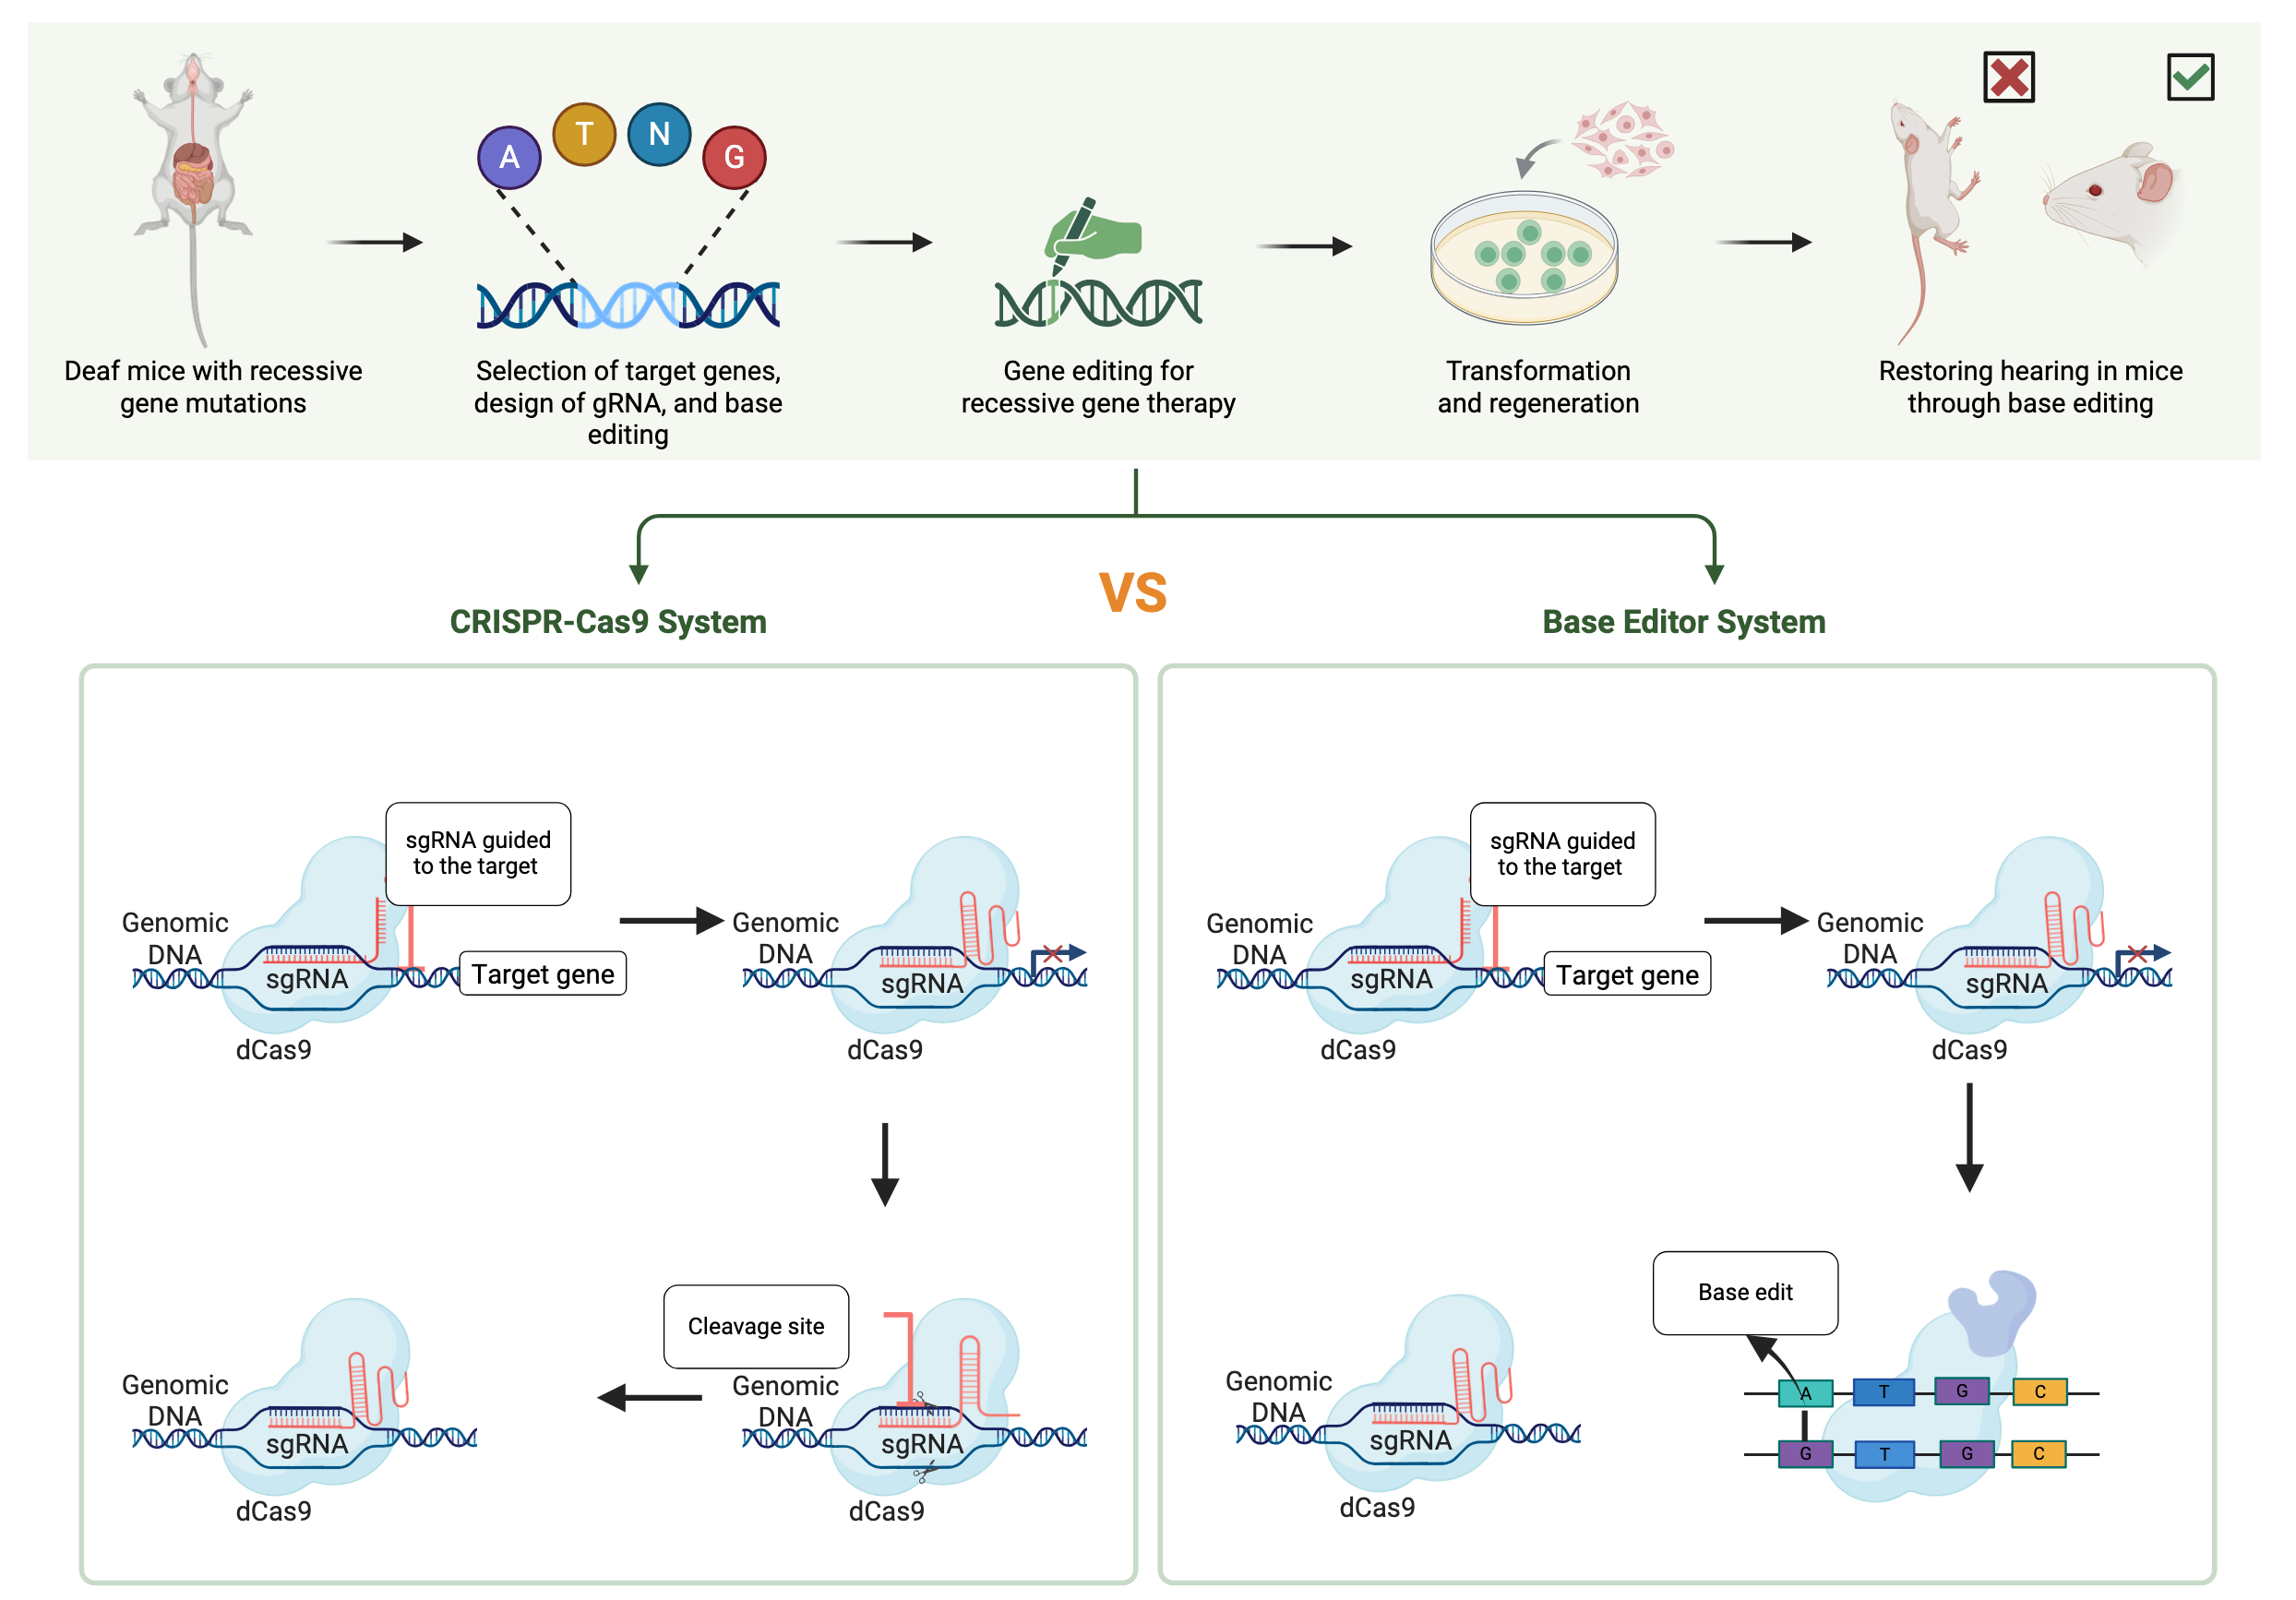 A
T
N
G
Deaf mice with recessive
gene mutations
Selection of target genes,
design of gRNA, and base
editing
Gene editing for
recessive gene therapy
Transformation
and regeneration
Restoring hearing in mice
through base editing
VS
CRISPR-Cas9 System
sgRNA guided
to the target
Genomic
DNA
sgRNA
Target gene
dCas9
Genomic
DNA
sgRNA
dCas9
Cleavage site
Genomic
DNA
sgRNA
dCas9
Genomic
DNA
sgRNA
dCas9
Base Editor System
sgRNA guided
to the target
Genomic
DNA
sgRNA
Target gene
dCas9
Genomic
DNA
sgRNA
dCas9
Base edit
A T G C
G T G C
Genomic
DNA
sgRNA
dCas9